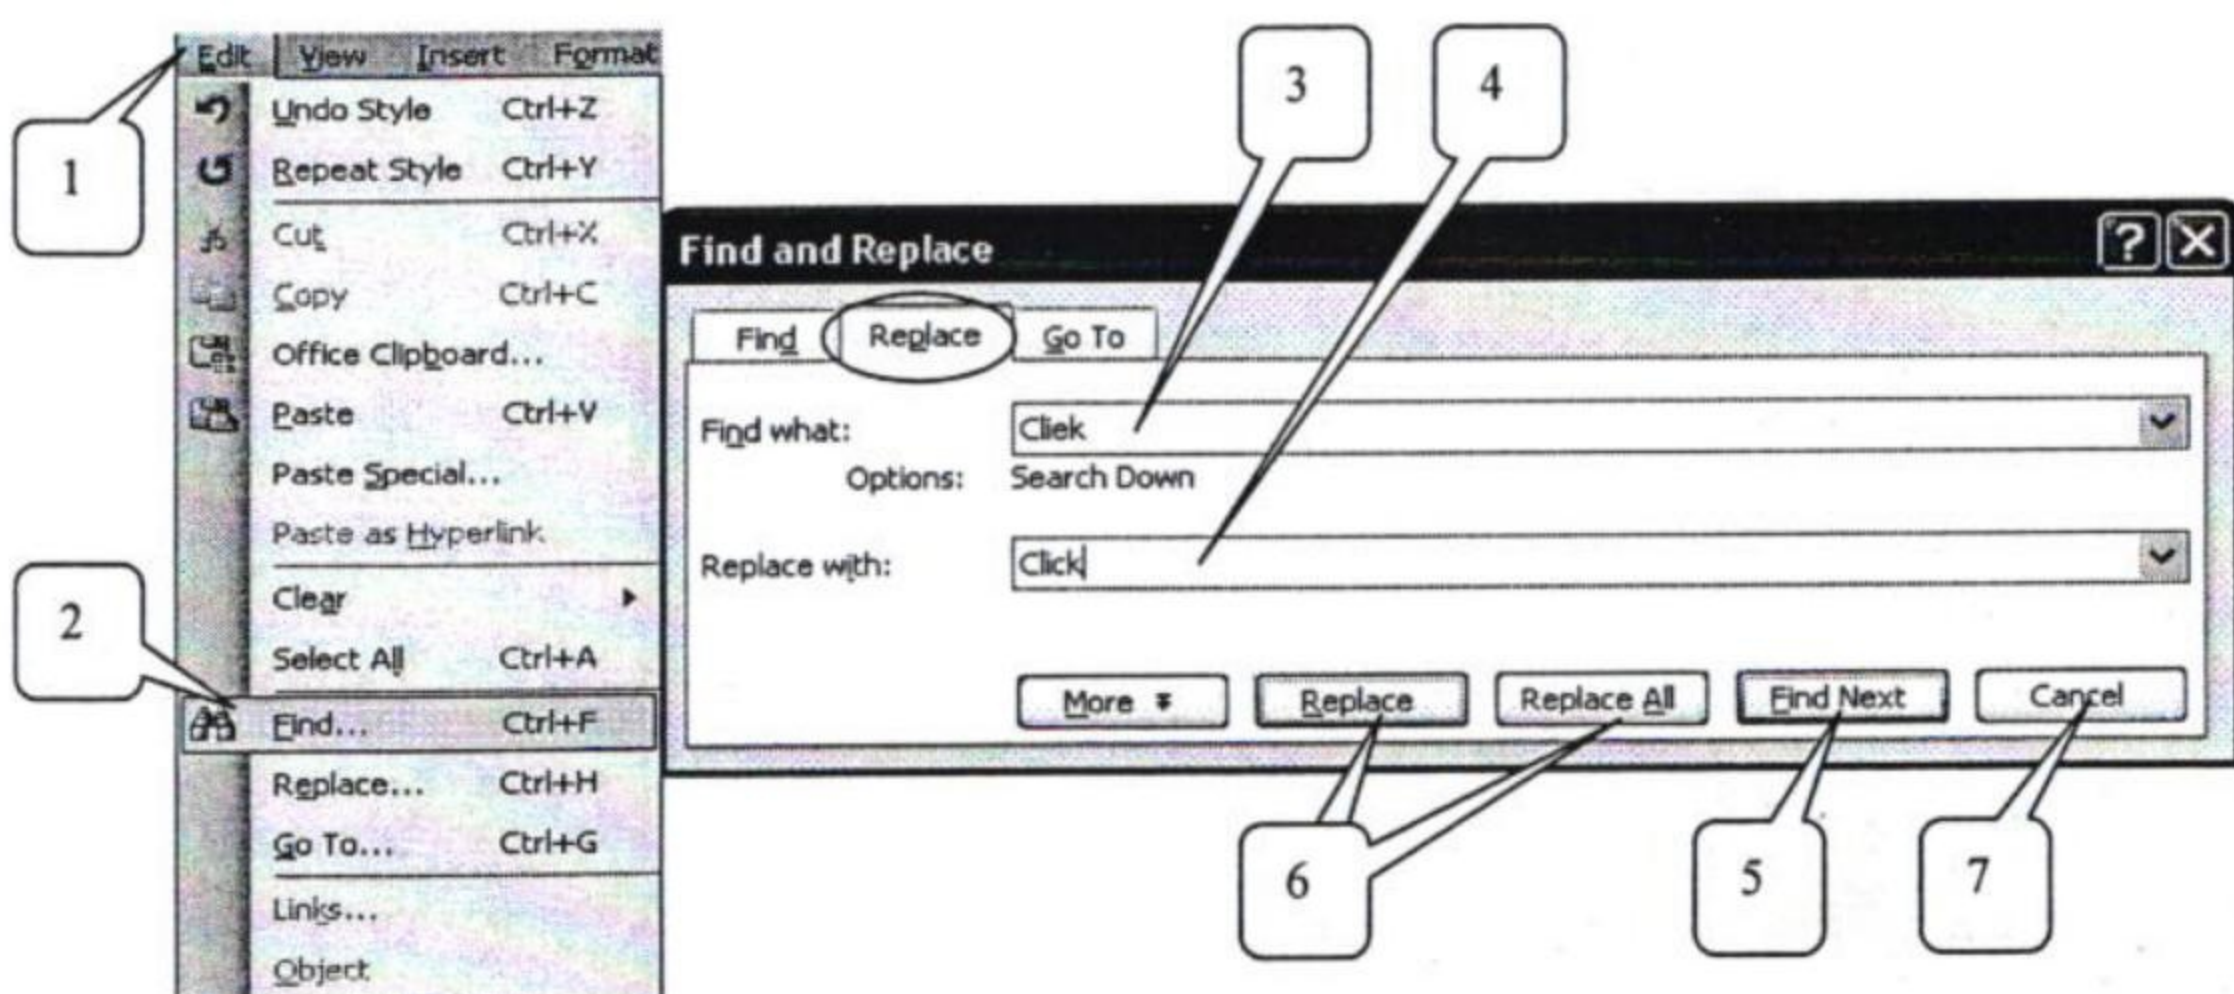 Edit View Insert Format
Undo Style Ctrl+Z
Repeat Style Ctrl+Y
Cut Ctrl+X
Copy Ctrl+C
Office Clipboard...
Paste Ctrl+V
Paste Special...
Paste as Hyperlink
Clear
Select All Ctrl+A
Find... Ctrl+F
Replace... Ctrl+H
Go To... Ctrl+G
Links...
Object
1
2
3
4
Find and Replace
Find Replace Go To
Find what: Cliek
Options: Search Down
Replace with: Click
More Replace Replace All Find Next Cancel
6
5
7